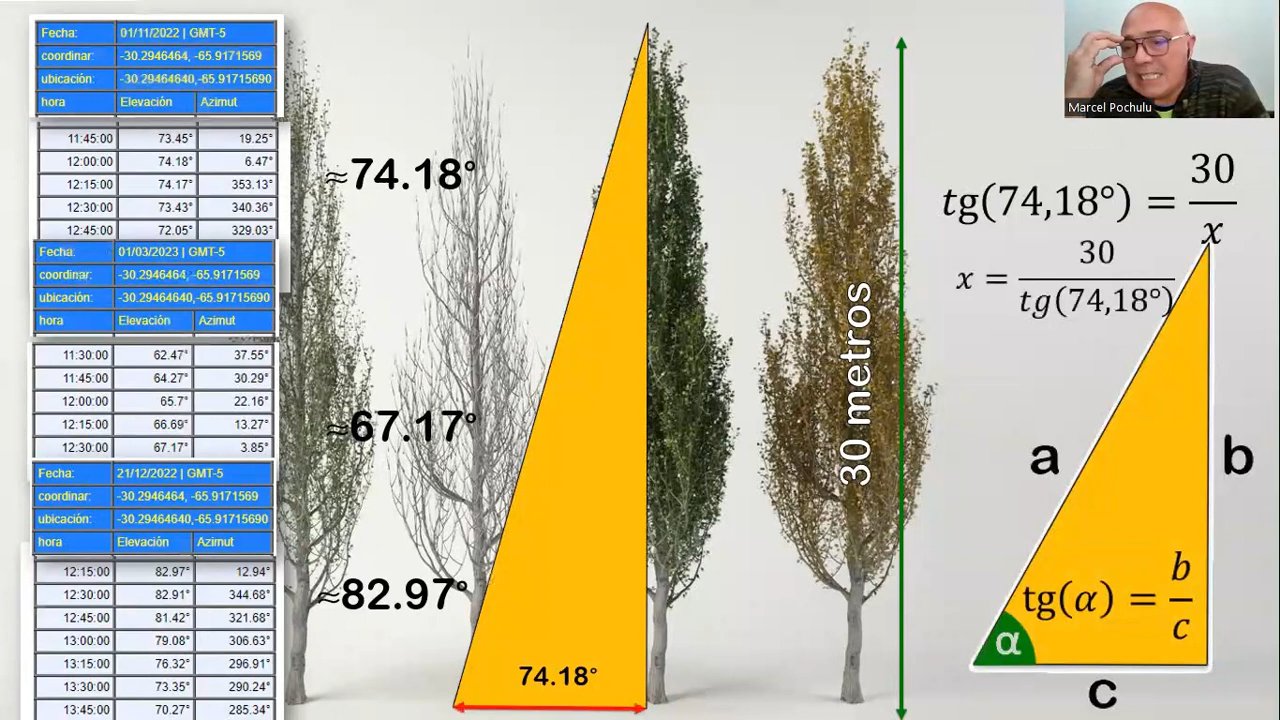 Fecha: 01/11/2022 | GMT-5
coordinar: -30.2946464, -65.9171569
ubicación: -30.29464640,-65.91715690
hora Elevación Azimut
11:45:00 73.45° 19.25°
12:00:00 74.18° 6.47°
12:15:00 74.17° 353.13°
12:30:00 73.43° 340.36°
12:45:00 72.05° 329.03°
Fecha: 01/03/2023 | GMT-5
coordinar: -30.2946464, -65.9171569
ubicación: -30.29464640,-65.91715690
hora Elevación Azimut
11:30:00 62.47° 37.55°
11:45:00 64.27° 30.29°
12:00:00 65.7° 22.16°
12:15:00 66.69° 13.27°
12:30:00 67.17° 3.85°
Fecha: 21/12/2022 | GMT-5
coordinar: -30.2946464, -65.9171569
ubicación: -30.29464640,-65.91715690
hora Elevación Azimut
12:15:00 82.97° 12.94°
12:30:00 82.91° 344.68°
12:45:00 81.42° 321.68°
13:00:00 79.08° 306.63°
13:15:00 76.32° 296.91°
13:30:00 73.35° 290.24°
13:45:00 70.27° 285.34°
≈74.18°
≈67.17°
≈82.97°
74.18°
30 metros
Marcel Pochulu
tg(74,18°) = 30/x
x = 30/tg(74,18°)
a
b
tg(α) = b/c
α
c